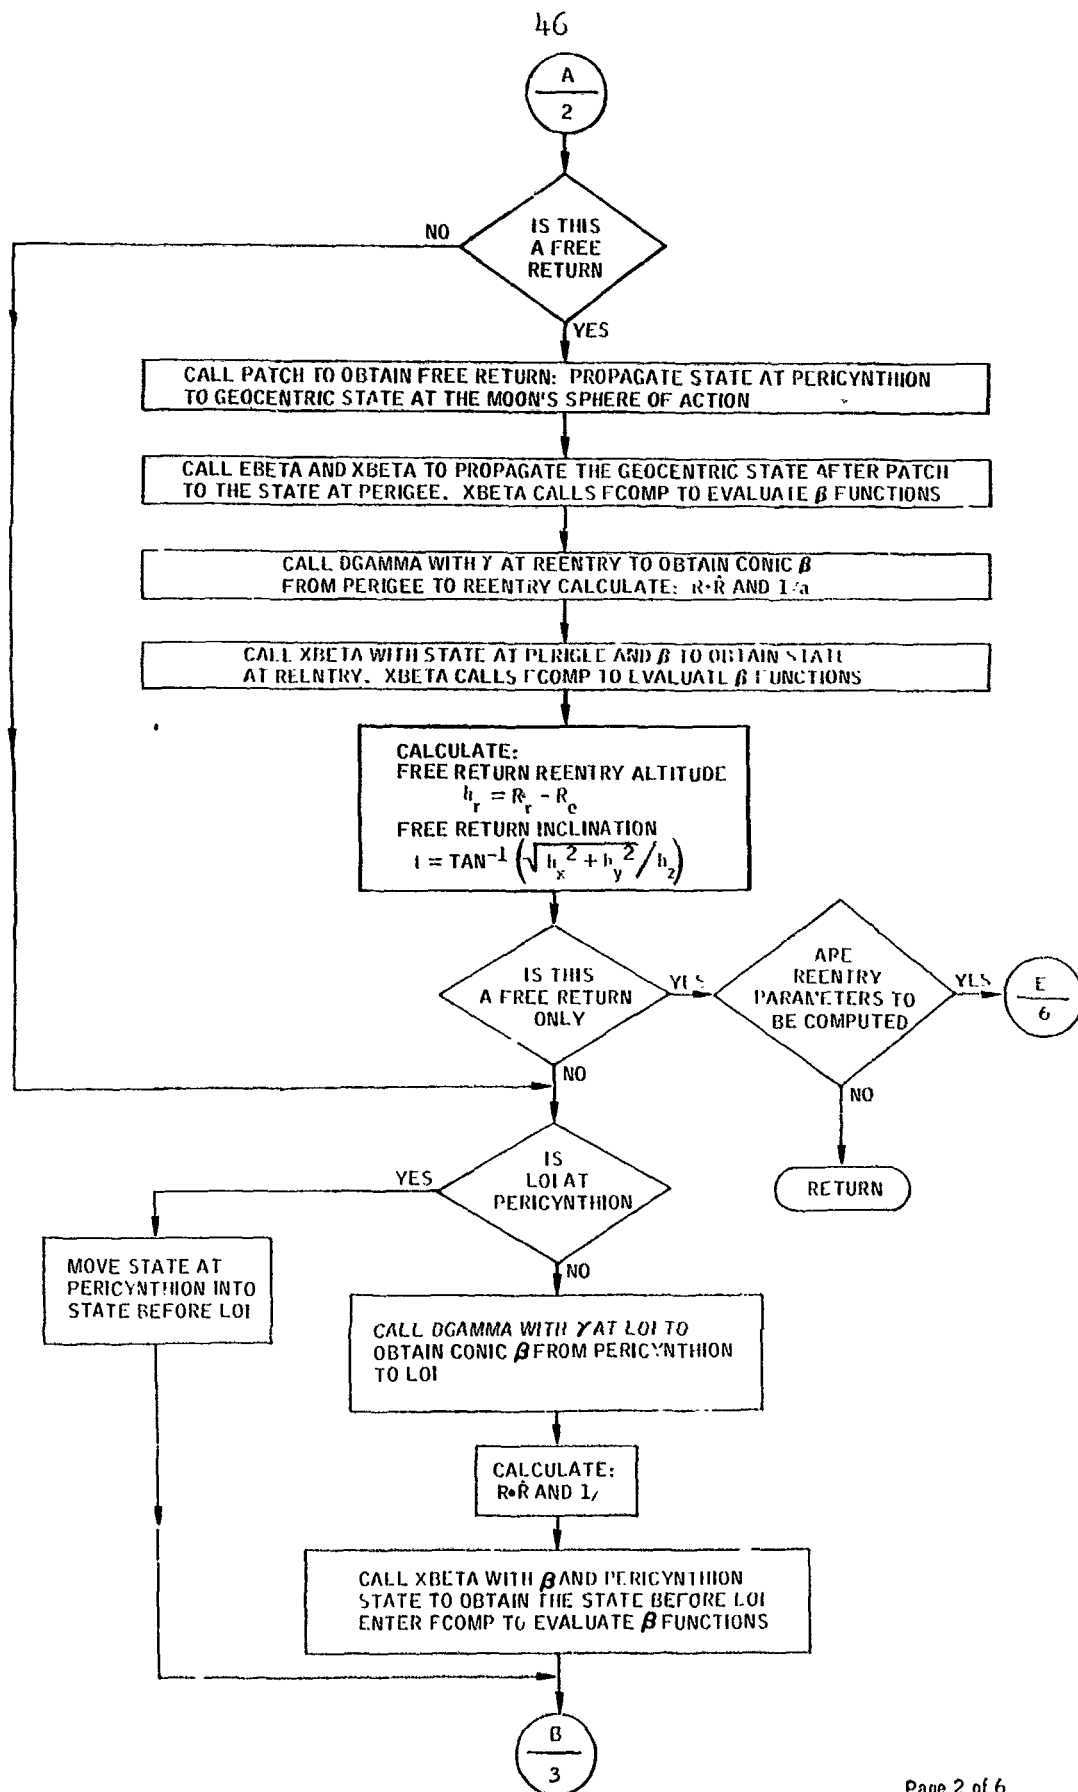 46
A
2
IS THIS
A FREE
RETURN
NO
YES
CALL PATCH TO OBTAIN FREE RETURN: PROPAGATE STATE AT PERICYNTHION
TO GEOCENTRIC STATE AT THE MOON'S SPHERE OF ACTION
CALL EBETA AND XBETA TO PROPAGATE THE GEOCENTRIC STATE AFTER PATCH
TO THE STATE AT PERIGEE. XBETA CALLS FCOMP TO EVALUATE β FUNCTIONS
CALL DGAMMA WITH γ AT REENTRY TO OBTAIN CONIC β
FROM PERIGEE TO REENTRY CALCULATE: R·Ṙ AND 1/a
CALL XBETA WITH STATE AT PERIGEE AND β TO OBTAIN STATE
AT REENTRY. XBETA CALLS FCOMP TO EVALUATE β FUNCTIONS
CALCULATE:
FREE RETURN REENTRY ALTITUDE
h_r = R_r - R_e
FREE RETURN INCLINATION
i = TAN⁻¹ (√(h_x² + h_y²) / h_z)
IS THIS
A FREE RETURN
ONLY
YES
ARE
REENTRY
PARAMETERS TO
BE COMPUTED
YES
E
6
NO
NO
RETURN
IS
LOI AT
PERICYNTHION
YES
NO
MOVE STATE AT
PERICYNTHION INTO
STATE BEFORE LOI
CALL DGAMMA WITH γ AT LOI TO
OBTAIN CONIC β FROM PERICYNTHION
TO LOI
CALCULATE:
R•Ṙ AND 1/
CALL XBETA WITH β AND PERICYNTHION
STATE TO OBTAIN THE STATE BEFORE LOI
ENTER FCOMP TO EVALUATE β FUNCTIONS
B
3
Page 2 of 6